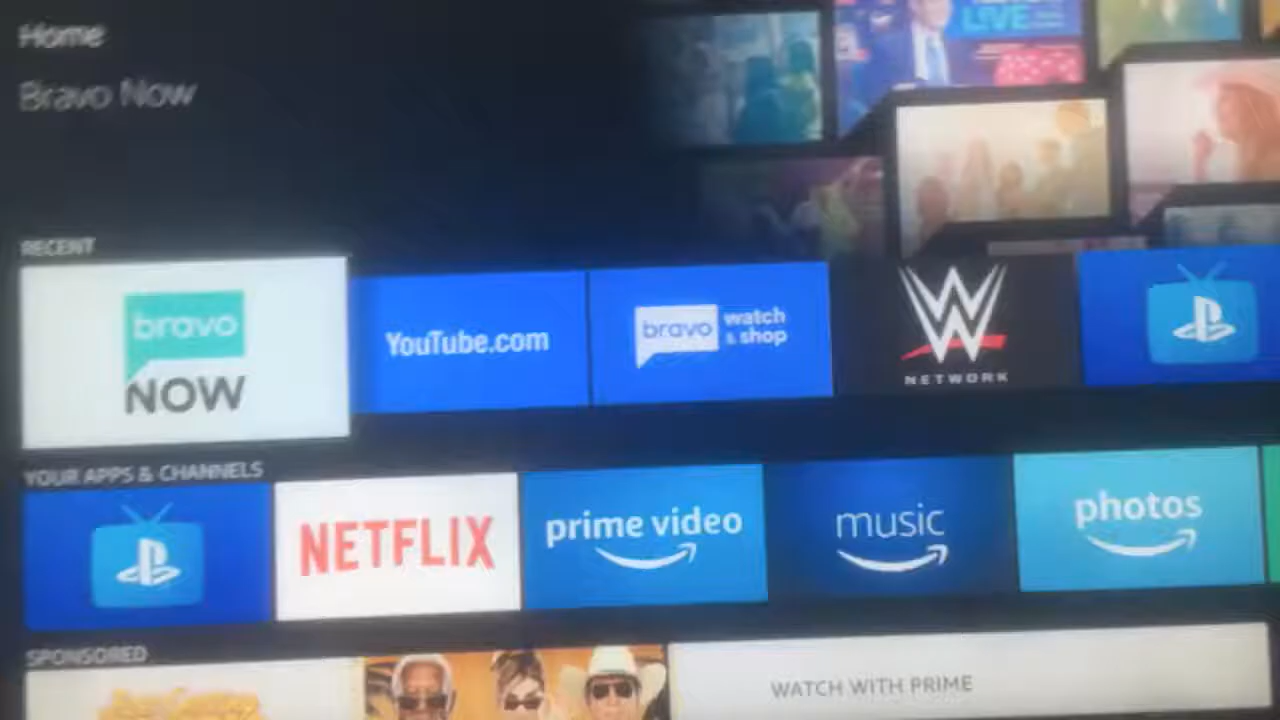 Home
LIVE
Bravo Now
RECENT
bravo
NOW
YouTube.com
bravo
watch
& shop
W
NETWORK
YOUR APPS & CHANNELS
NETFLIX
prime video
music
photos
SPONSORED
WATCH WITH PRIME